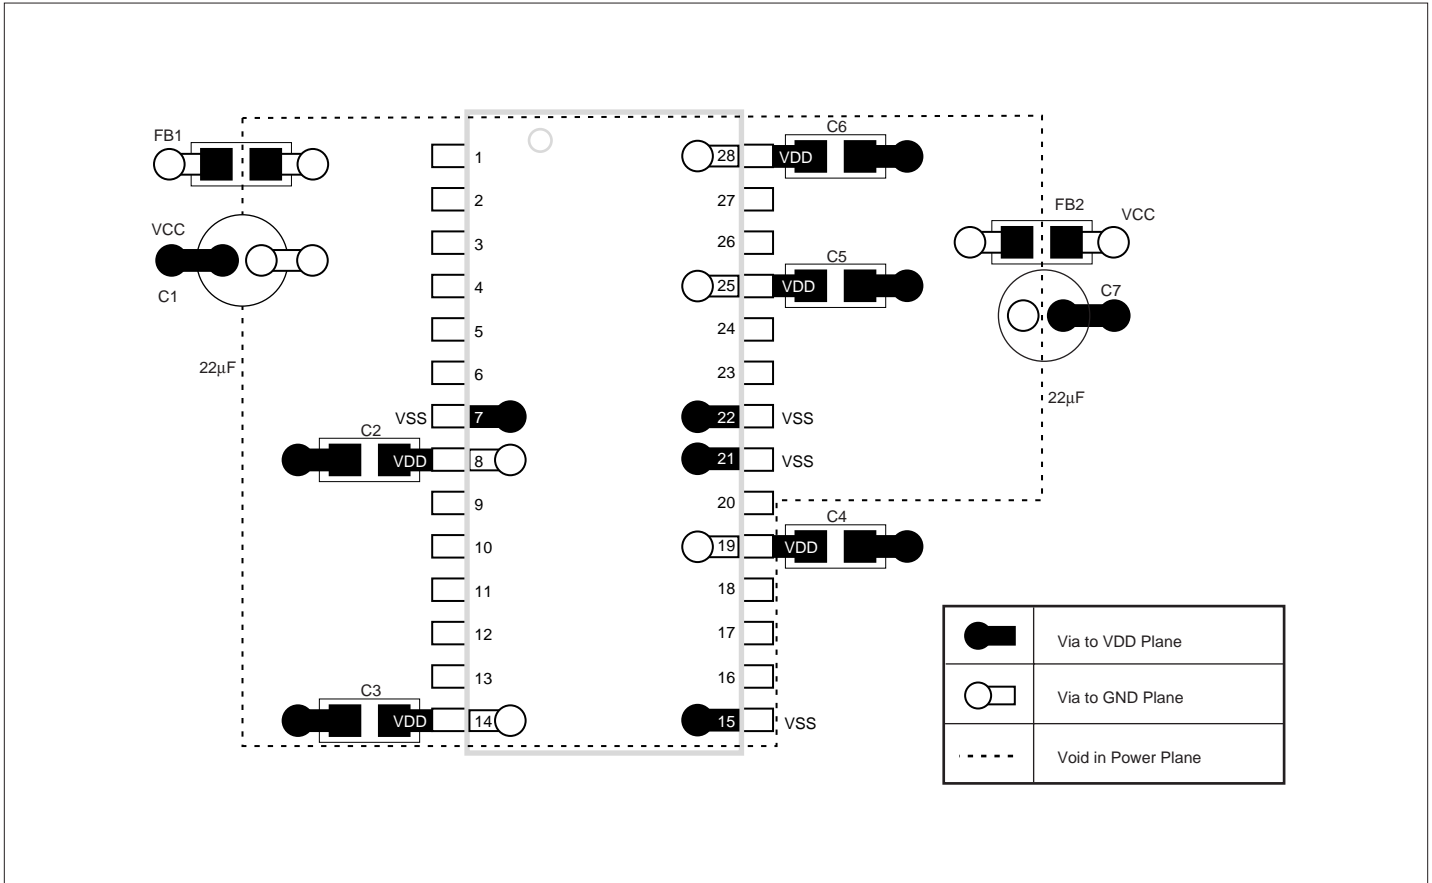 FB1
VCC
C1
22µF
1
2
3
4
5
6
VSS 7
C2
VDD 8
9
10
11
12
13
C3
VDD 14
C6
28 VDD
27
26
C5
25 VDD
24
23
22 VSS
21 VSS
20
C4
19 VDD
18
17
16
15 VSS
FB2
VCC
C7
22µF
Via to VDD Plane
Via to GND Plane
Void in Power Plane